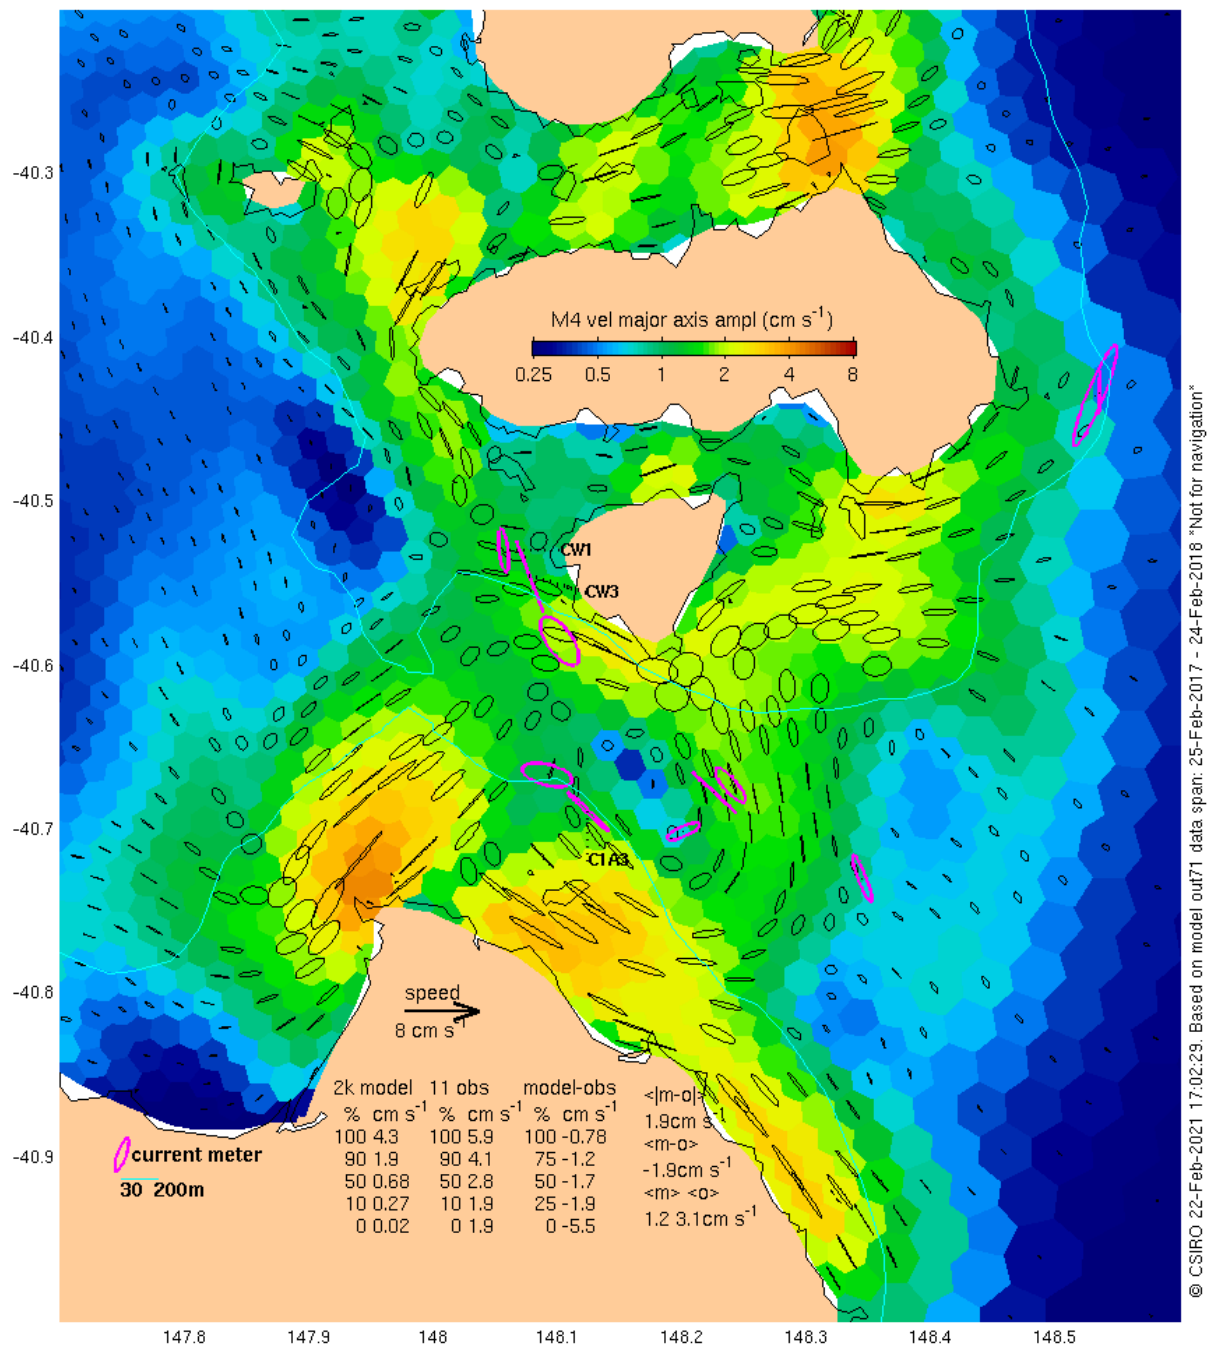 -40.3
-40.4
-40.5
-40.6
-40.7
-40.8
-40.9
M4 vel major axis ampl (cm s⁻¹)
0.25 0.5 1 2 4 8
CW1
CW3
C1A3
speed
8 cm s⁻¹
2k model 11 obs model-obs
% cm s⁻¹ % cm s⁻¹ % cm s⁻¹
100 4.3 100 5.9 100 -0.78
90 1.9 90 4.1 75 -1.2
50 0.68 50 2.8 50 -1.7
10 0.27 10 1.9 25 -1.9
0 0.02 0 1.9 0 -5.5
<|m-o|>
1.9cm s⁻¹
<m-o>
-1.9cm s⁻¹
<m> <o>
1.2 3.1cm s⁻¹
current meter
30 200m
147.8 147.9 148 148.1 148.2 148.3 148.4 148.5
© CSIRO 22-Feb-2021 17:02:29. Based on model out71 data span: 25-Feb-2017 - 24-Feb-2018 *Not for navigation*